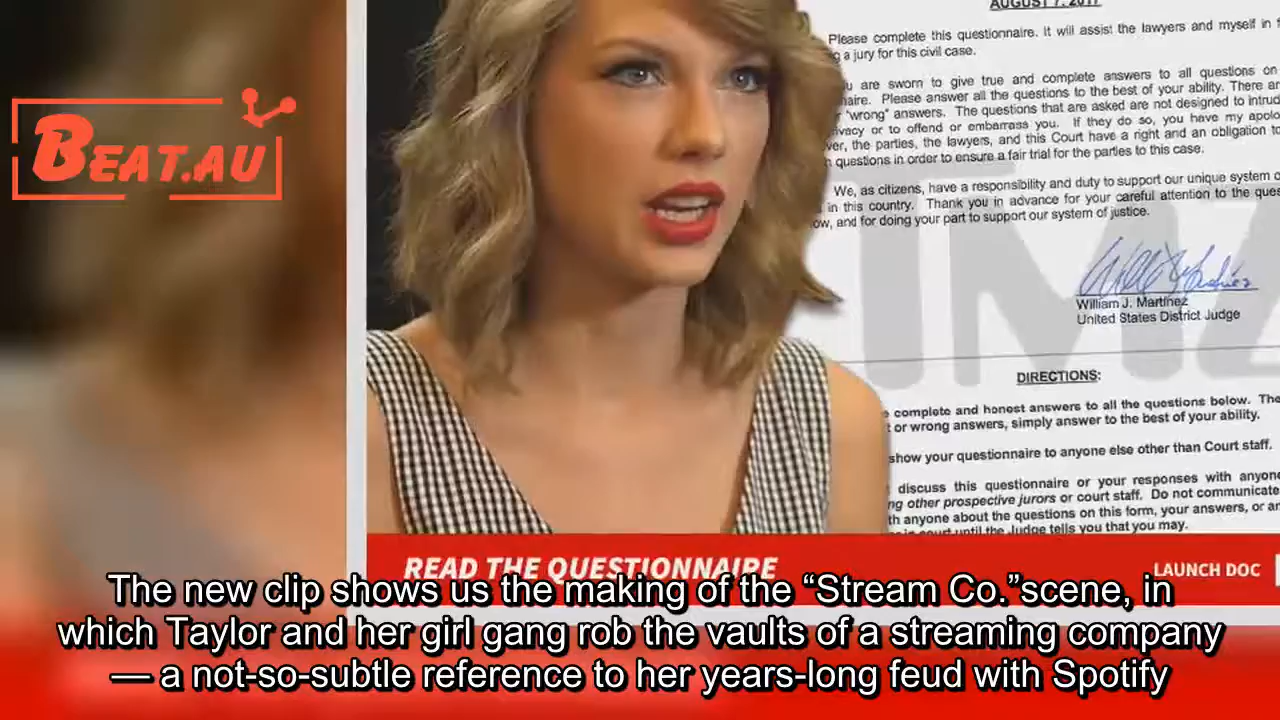 BEAT.AU
AUGUST 7, 2017
Please complete this questionnaire. It will assist the lawyers and myself in
a jury for this civil case.
are sworn to give true and complete answers to all questions on
Please answer all the questions to the best of your ability. There
"wrong" answers. The questions that are asked are not designed to
or to offend or embarrass you. If they do so, you have my
the parties, the lawyers, and this Court have a right and an obligation to
questions in order to ensure a fair trial for the parties to this case.
We, as citizens, have a responsibility and duty to support our unique system
in this country. Thank you in advance for your careful attention to the
and for doing your part to support our system of justice.
William J. Martínez
United States District Judge
TMZ
DIRECTIONS:
complete and honest answers to all the questions below.
or wrong answers, simply answer to the best of your ability.
show your questionnaire to anyone else other than Court staff.
discuss this questionnaire or your responses with
other prospective jurors or court staff. Do not communicate
anyone about the questions on this form, your answers, or
court until the Judge tells you that you may.
READ THE QUESTIONNAIRE
LAUNCH DOC
The new clip shows us the making of the “Stream Co.”scene, in
which Taylor and her girl gang rob the vaults of a streaming company
— a not-so-subtle reference to her years-long feud with Spotify